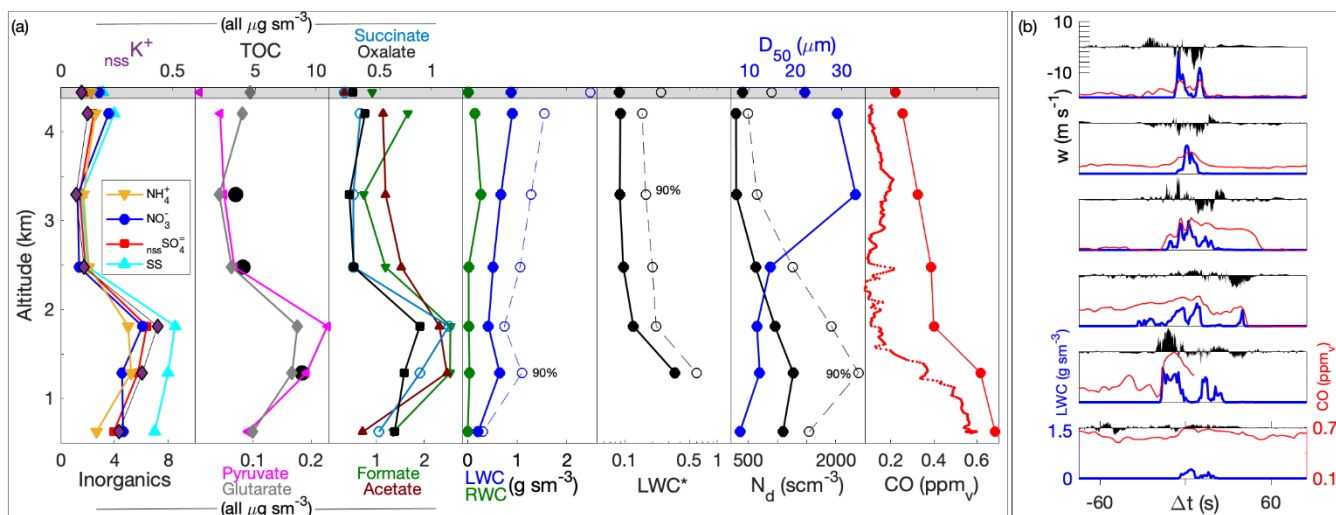 (a)
(all μg sm⁻³)
nssK⁺
TOC
Succinate
Oxalate
D₅₀ (μm)
0 0.5
5 10
0.5 1
10 20 30
Altitude (km)
4
3
2
1
NH₄⁺
NO₃⁻
nssSO₄⁼
SS
90%
90%
90%
0 4 8
0.1 0.2
1 2
0 1 2
0.1 0.5 1
500 2000
0.2 0.4 0.6
Inorganics
Pyruvate
Glutarate
Formate
Acetate
LWC
RWC
(g sm⁻³)
LWC*
N_d (scm⁻³)
CO (ppmᵥ)
(all μg sm⁻³)
(b)
10
0
-10
w (m s⁻¹)
LWC (g sm⁻³)
CO (ppmᵥ)
1.5
0
0.7
0.1
-60 60
Δt (s)